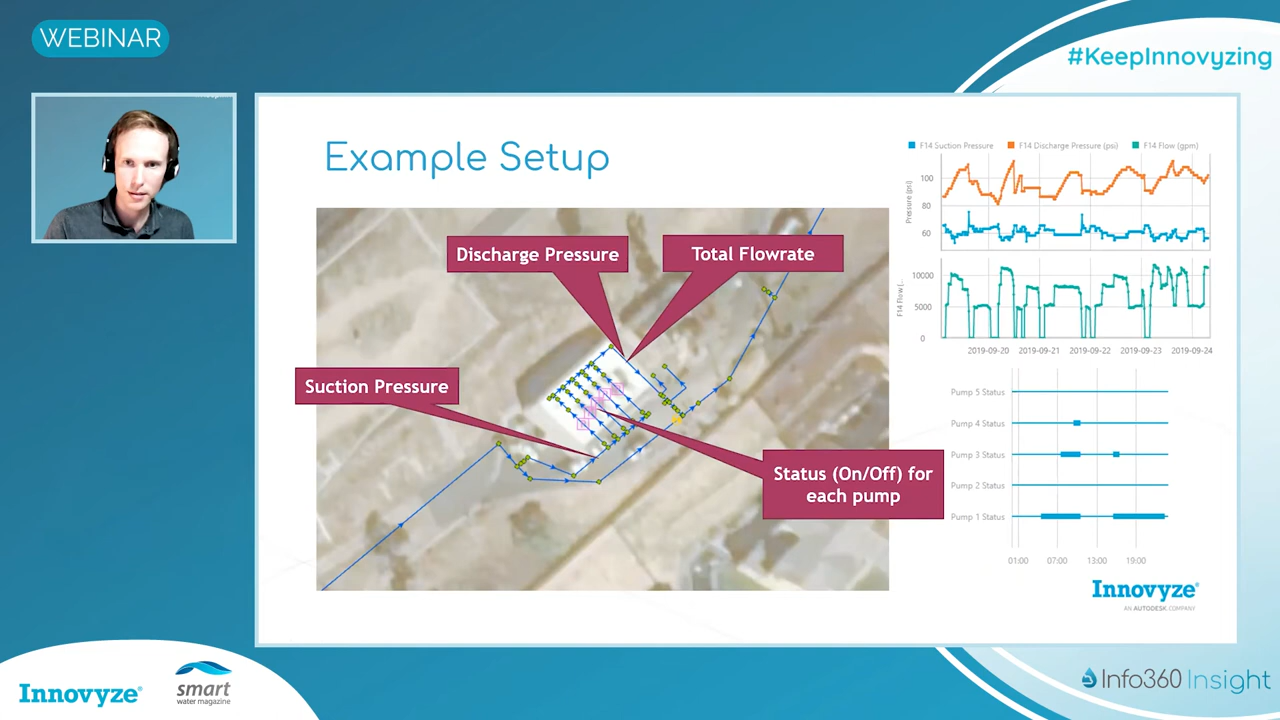 WEBINAR
#KeepInnovyzing
Example Setup
F14 Suction Pressure
F14 Discharge Pressure (psi)
F14 Flow (gpm)
Pressure (psi)
100
80
60
F14 Flow (..
10000
5000
0
2019-09-20
2019-09-21
2019-09-22
2019-09-23
2019-09-24
Discharge Pressure
Total Flowrate
Suction Pressure
Status (On/Off) for
each pump
Pump 5 Status
Pump 4 Status
Pump 3 Status
Pump 2 Status
Pump 1 Status
01:00
07:00
13:00
19:00
Innovyze®
AN AUTODESK COMPANY
Innovyze®
smart
water magazine
Info360 Insight